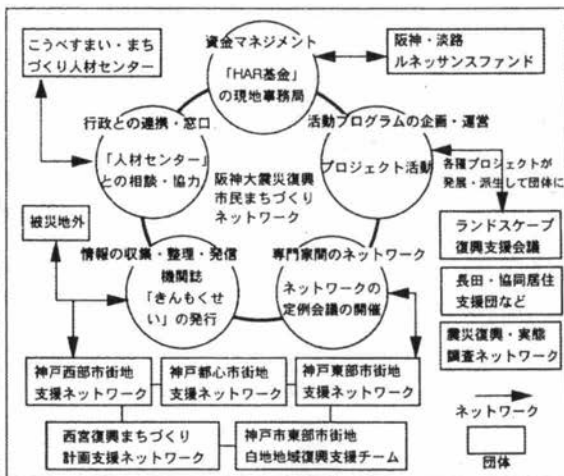 資金マネジメント
「HAR基金」
の現地事務局
こうべすまい・まち
づくり人材センター
阪神・淡路
ルネッサンスファンド
行政との連携・窓口
「人材センター」
との相談・協力
活動プログラムの企画・運営
プロジェクト活動
阪神大震災復興
市民まちづくり
ネットワーク
各種プロジェクトが
発展・派生して団体に
被災地外
ランドスケープ
復興支援会議
情報の収集・整理・発信
機関誌
「きんもくせ
い」の発行
専門家間のネットワーク
ネットワークの
定例会議の開催
長田・協同居住
支援団など
震災復興・実態
調査ネットワーク
神戸西部市街地
支援ネットワーク
神戸都心市街地
支援ネットワーク
神戸東部市街地
支援ネットワーク
西宮復興まちづくり
計画支援ネットワーク
神戸市東部市街地
白地地域復興支援チーム
ネットワーク
団体